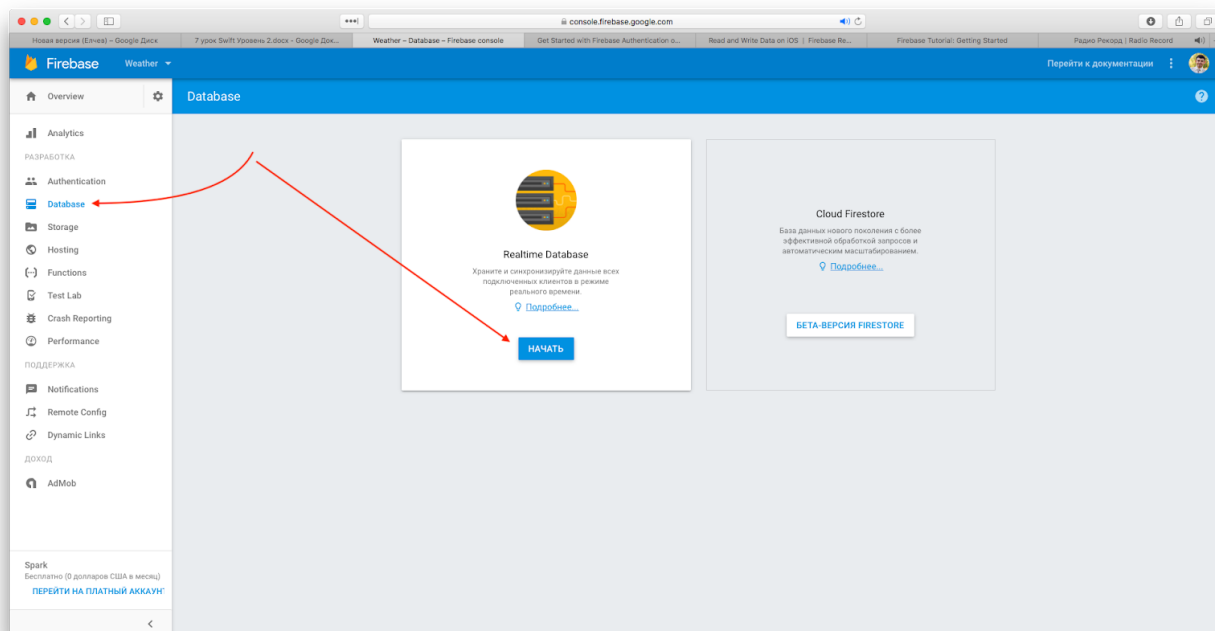 console.firebase.google.com
Новая версия (Елчев) – Google Диск
7 урок Swift Уровень 2.docx - Google Док...
Weather – Database – Firebase console
Get Started with Firebase Authentication o...
Read and Write Data on iOS | Firebase Re...
Firebase Tutorial: Getting Started
Радио Рекорд | Radio Record
Firebase
Weather
Перейти к документации
Overview
Database
Analytics
РАЗРАБОТКА
Authentication
Database
Storage
Hosting
Functions
Test Lab
Crash Reporting
Performance
ПОДДЕРЖКА
Notifications
Remote Config
Dynamic Links
ДОХОД
AdMob
Spark
Бесплатно (0 долларов США в месяц)
ПЕРЕЙТИ НА ПЛАТНЫЙ АККАУНТ
Realtime Database
Храните и синхронизируйте данные всех
подключенных клиентов в режиме
реального времени.
Подробнее...
НАЧАТЬ
Cloud Firestore
База данных нового поколения с более
эффективной обработкой запросов и
автоматическим масштабированием.
Подробнее...
БЕТА-ВЕРСИЯ FIRESTORE